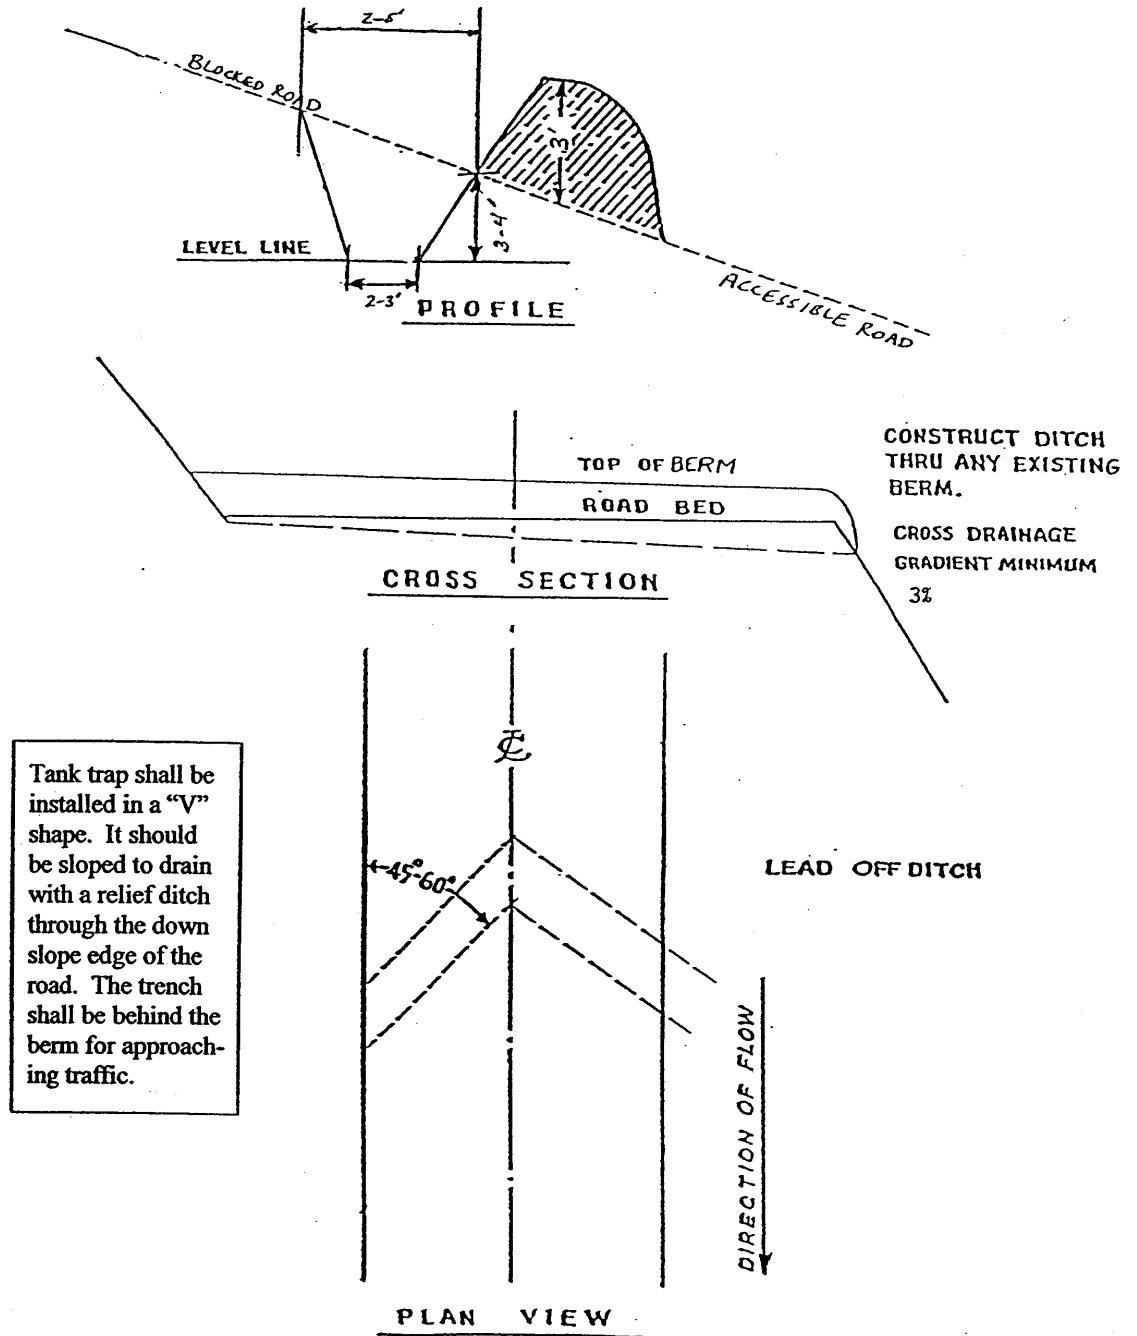 2-5'
BLOCKED ROAD
3'
3-4'
LEVEL LINE
2-3'
PROFILE
ACCESSIBLE ROAD
CONSTRUCT DITCH
THRU ANY EXISTING
BERM.
TOP OF BERM
ROAD BED
CROSS DRAINAGE
GRADIENT MINIMUM
3%
CROSS SECTION
℄
Tank trap shall be
installed in a “V”
shape. It should
be sloped to drain
with a relief ditch
through the down
slope edge of the
road. The trench
shall be behind the
berm for approach-
ing traffic.
45°-60°
LEAD OFF DITCH
DIRECTION OF FLOW
PLAN VIEW